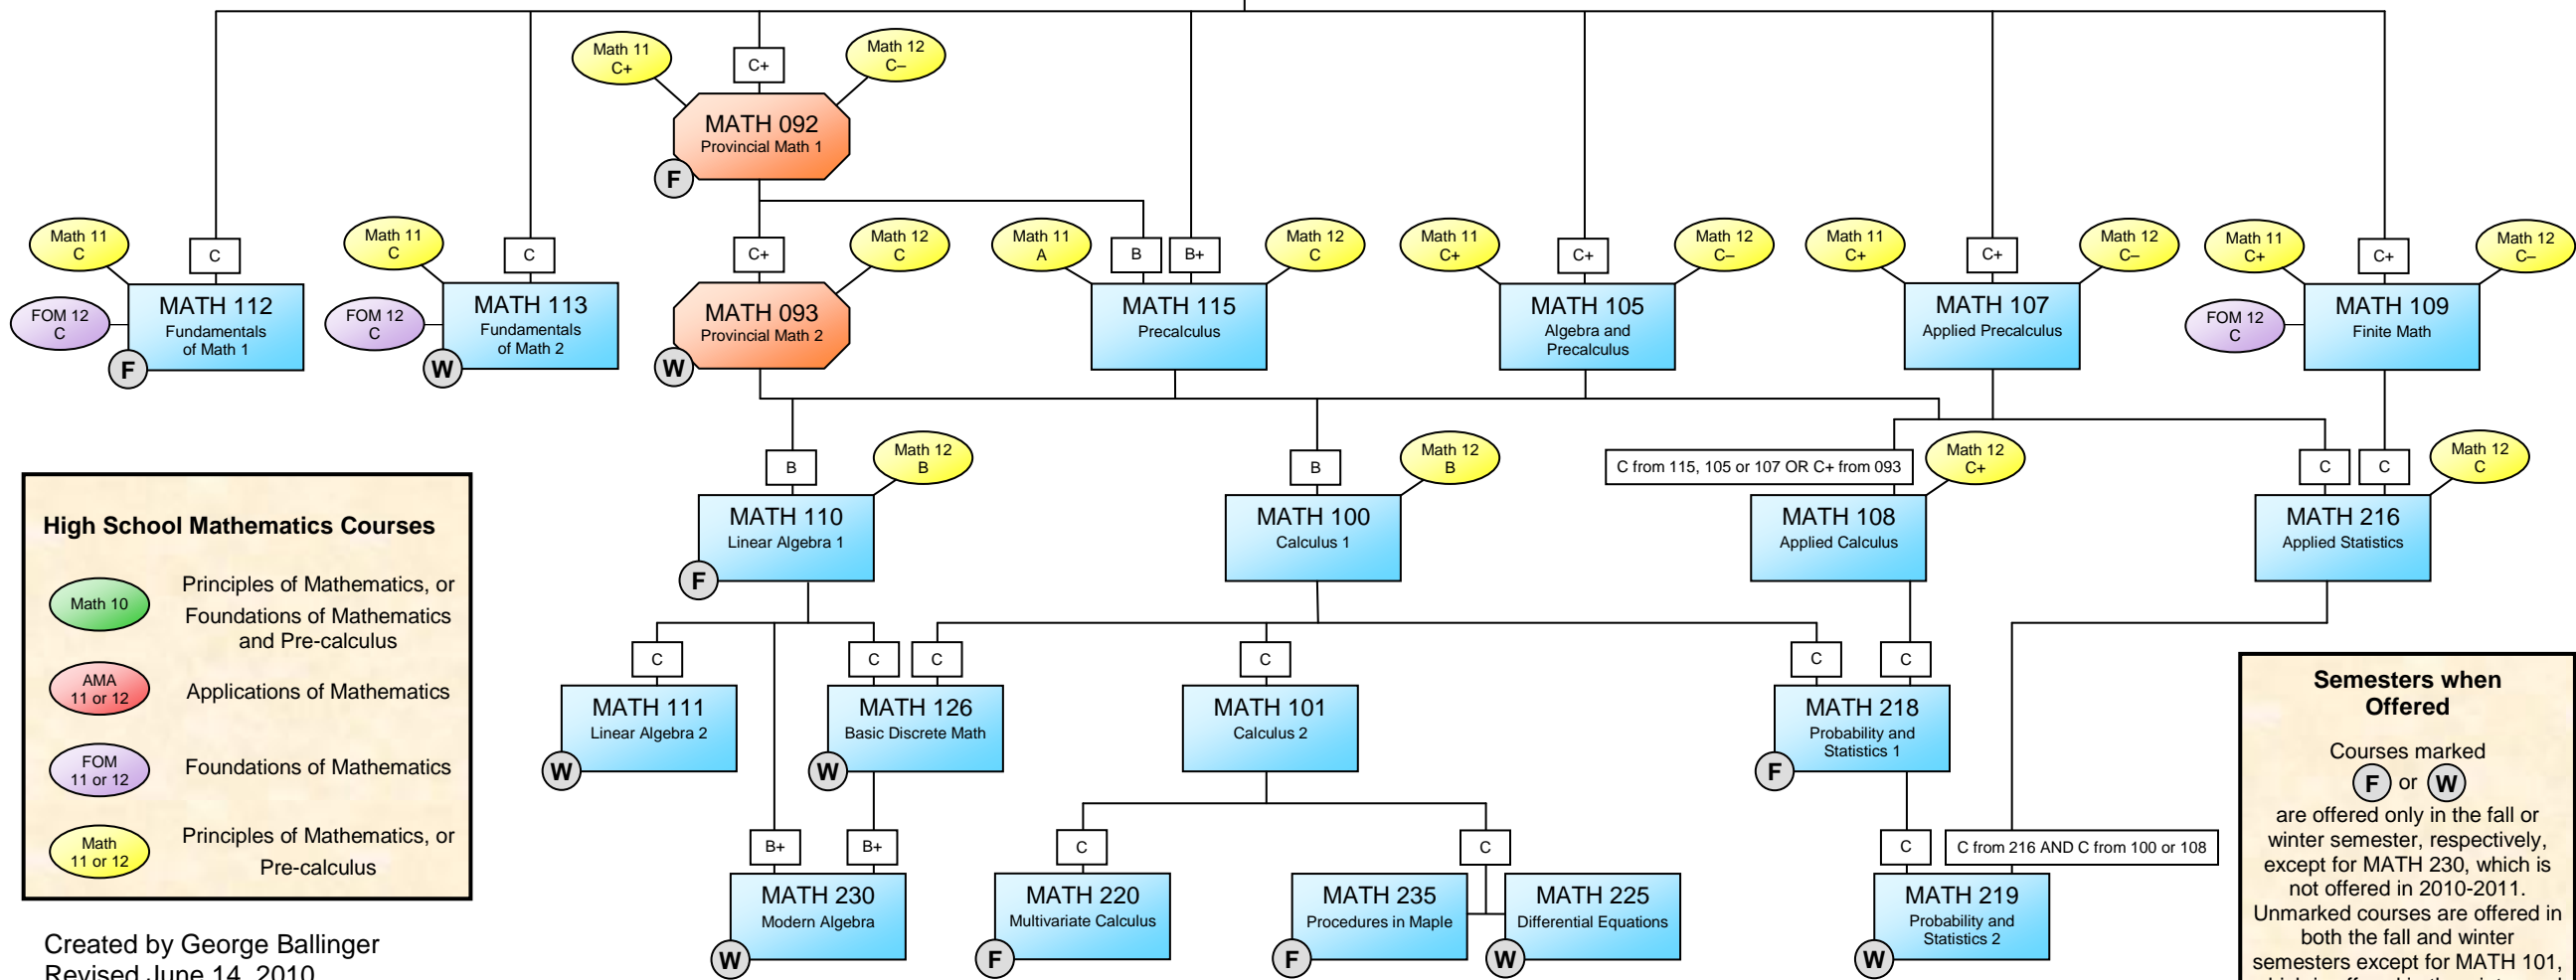 Math 11
C+
C+
Math 12
C–
MATH 092
Provincial Math 1
F
Math 11
C
C
FOM 12
C
MATH 112
Fundamentals
of Math 1
F
Math 11
C
C
FOM 12
C
MATH 113
Fundamentals
of Math 2
W
C+
Math 12
C
MATH 093
Provincial Math 2
W
Math 11
A
B
B+
Math 12
C
MATH 115
Precalculus
Math 11
C+
C+
Math 12
C–
MATH 105
Algebra and
Precalculus
Math 11
C+
C+
Math 12
C–
MATH 107
Applied Precalculus
Math 11
C+
C+
Math 12
C–
FOM 12
C
MATH 109
Finite Math
B
Math 12
B
MATH 110
Linear Algebra 1
F
B
Math 12
B
MATH 100
Calculus 1
C from 115, 105 or 107 OR C+ from 093
Math 12
C+
MATH 108
Applied Calculus
C
C
Math 12
C
MATH 216
Applied Statistics
High School Mathematics Courses
Math 10
Principles of Mathematics, or
Foundations of Mathematics
and Pre-calculus
AMA
11 or 12
Applications of Mathematics
FOM
11 or 12
Foundations of Mathematics
Math
11 or 12
Principles of Mathematics, or
Pre-calculus
C
MATH 111
Linear Algebra 2
W
C
C
MATH 126
Basic Discrete Math
W
C
MATH 101
Calculus 2
C
C
MATH 218
Probability and
Statistics 1
F
B+
B+
MATH 230
Modern Algebra
W
C
MATH 220
Multivariate Calculus
F
C
MATH 235
Procedures in Maple
F
MATH 225
Differential Equations
W
C
C from 216 AND C from 100 or 108
MATH 219
Probability and
Statistics 2
W
Semesters when
Offered
Courses marked
F or W
are offered only in the fall or
winter semester, respectively,
except for MATH 230, which is
not offered in 2010-2011.
Unmarked courses are offered in
both the fall and winter
semesters except for MATH 101,
Created by George Ballinger
Revised June 14, 2010